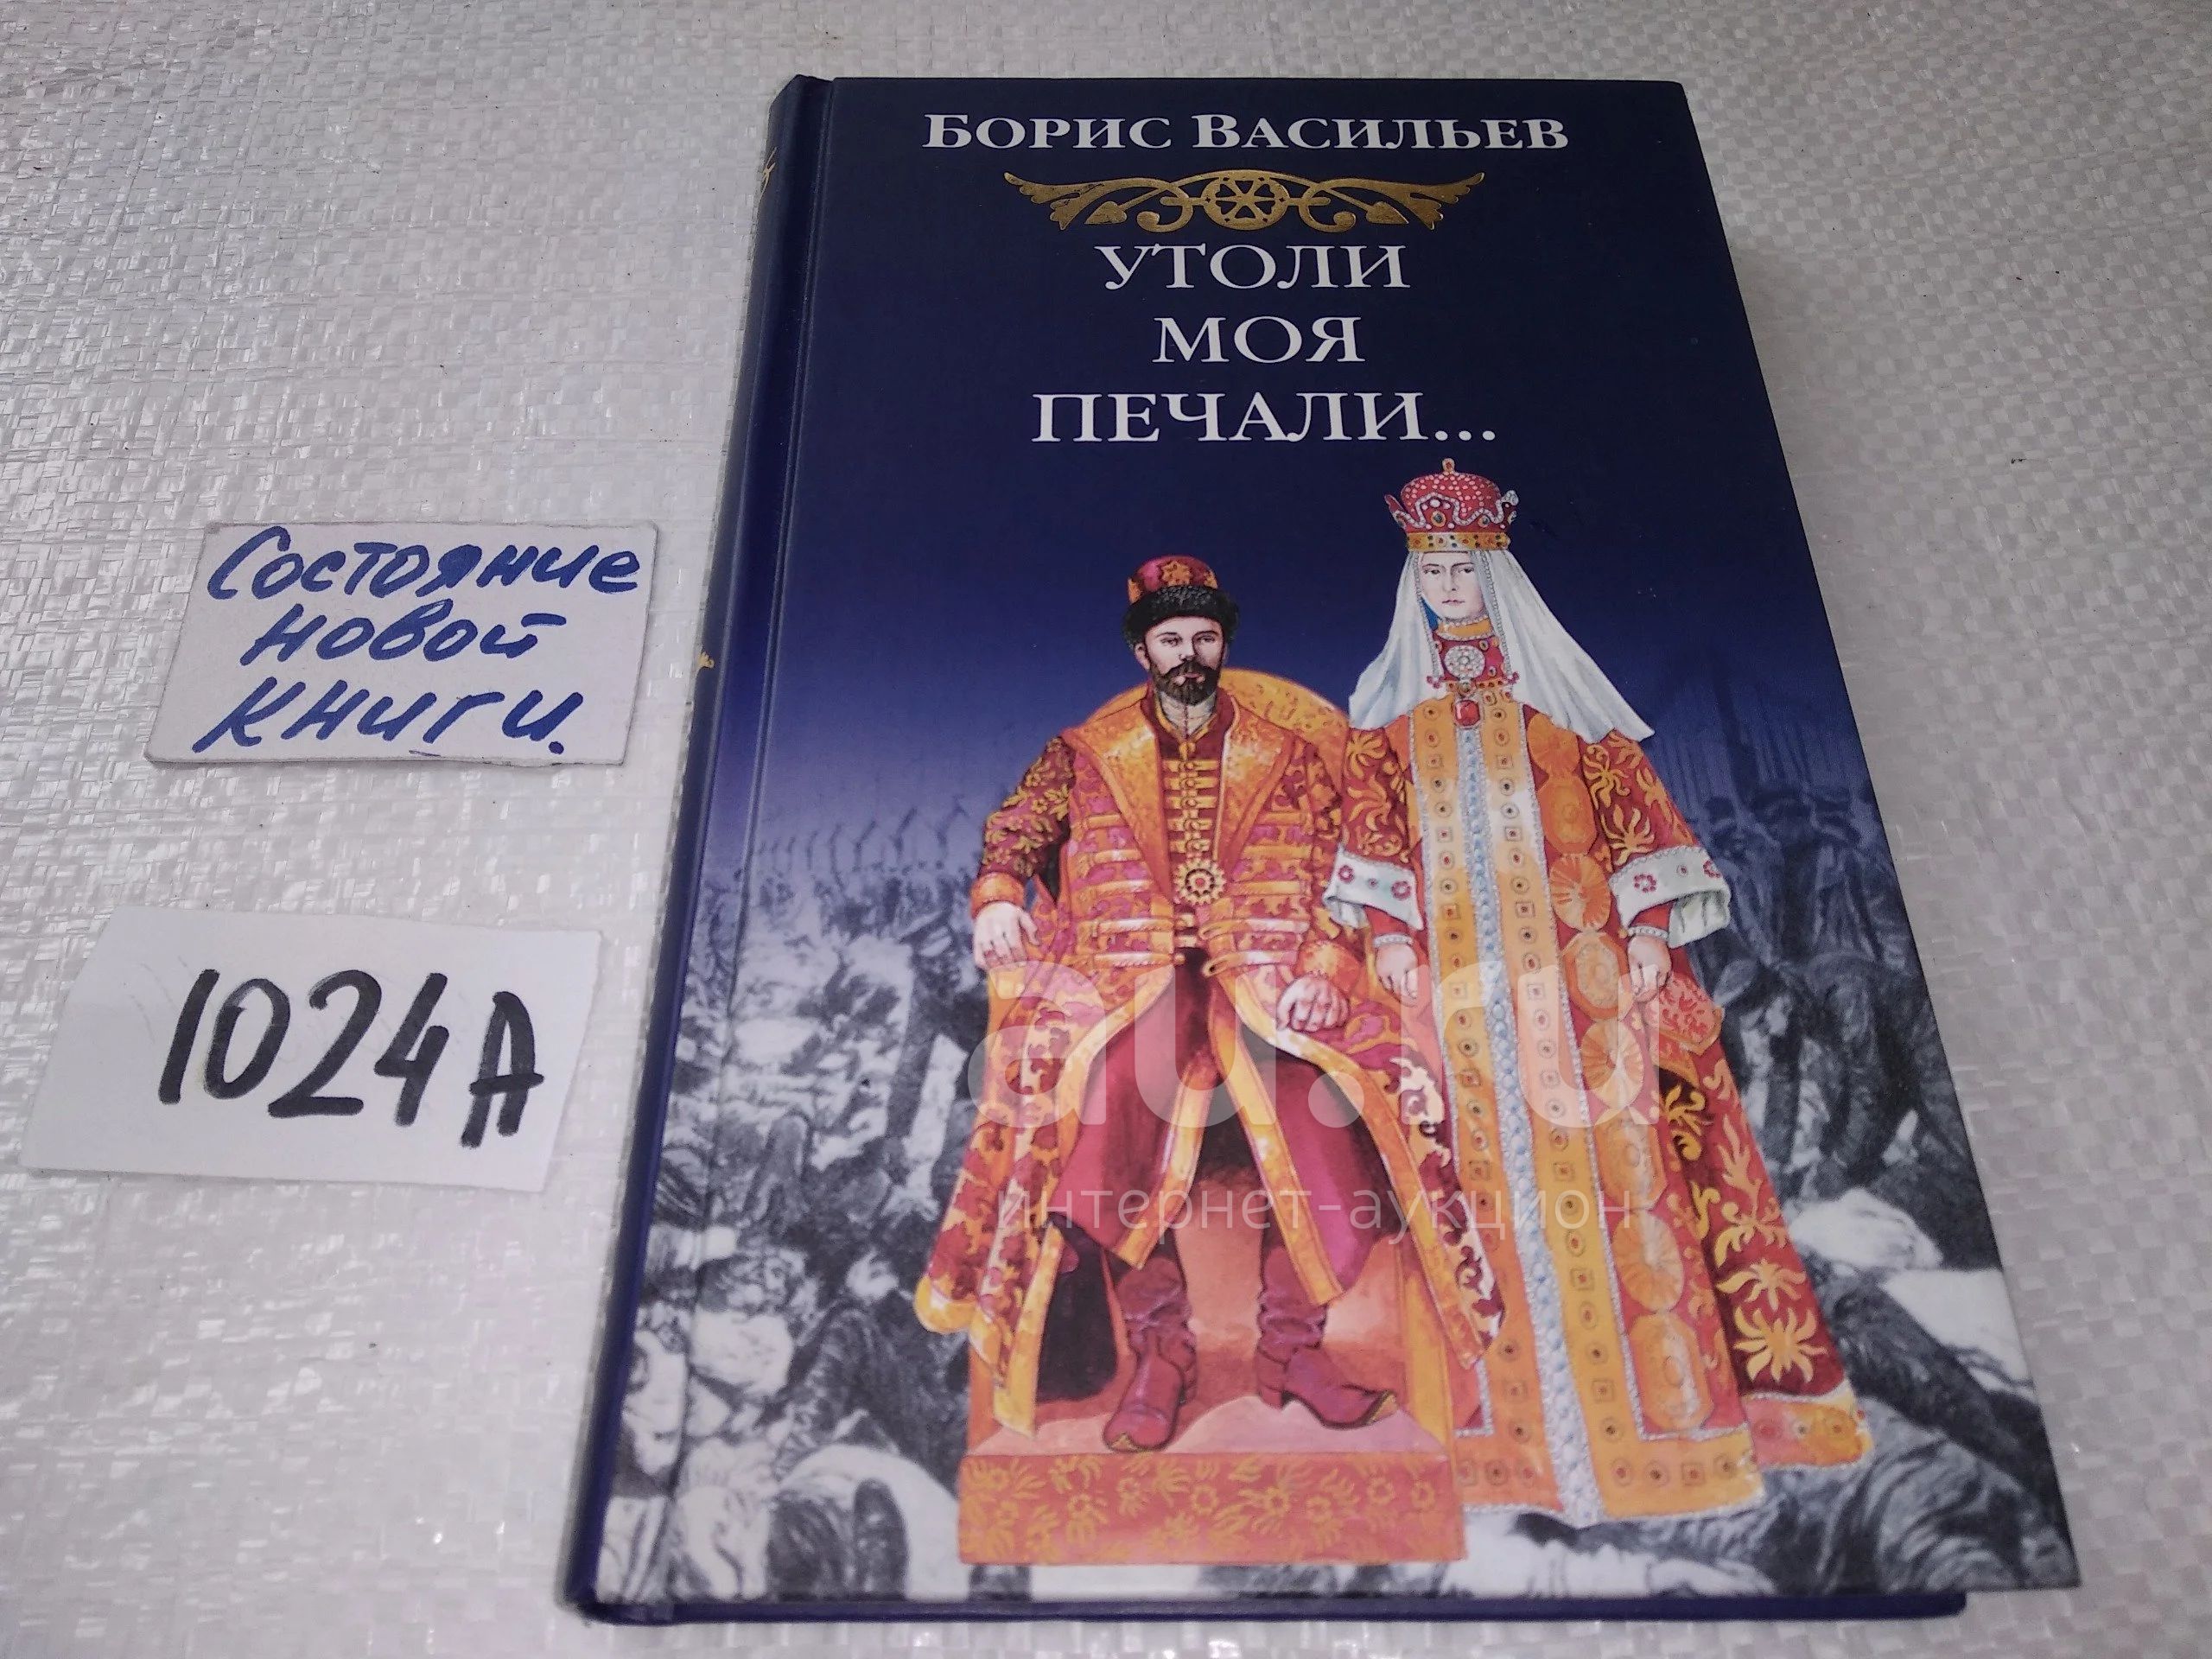 БОРИС ВАСИЛЬЕВ
УТОЛИ
МОЯ
ПЕЧАЛИ...
Состояние
новой
книги.
1024А
au.ru
интернет-аукцион